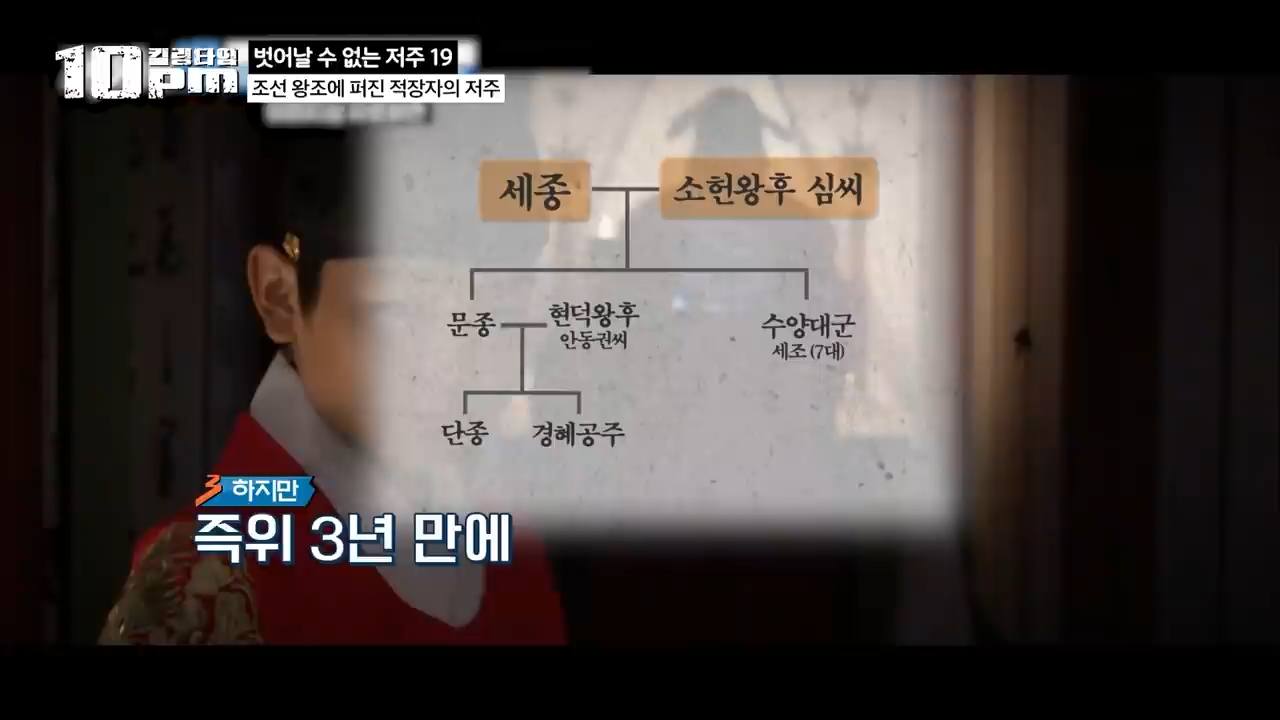 10pm 킬링타임
벗어날 수 없는 저주 19
조선 왕조에 퍼진 적장자의 저주
세종
소헌왕후 심씨
문종
현덕왕후
안동권씨
수양대군
세조 (7대)
단종
경혜공주
3 하지만
즉위 3년 만에